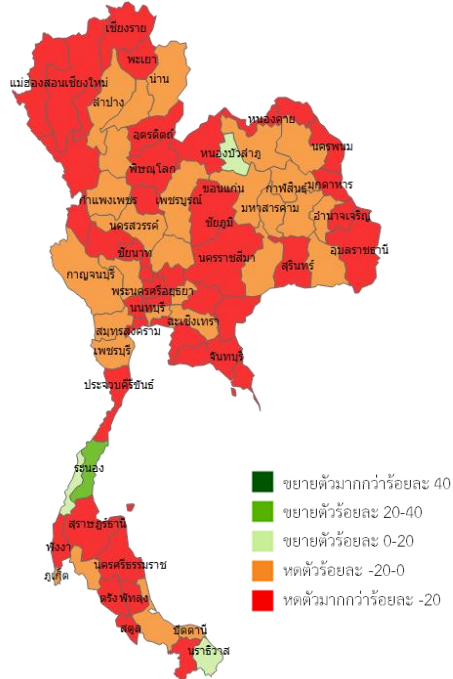 เชียงราย
พะเยา
แม่ฮ่องสอน เชียงใหม่
น่าน
ลำปาง
หนองคาย
อุตรดิตถ์
นครพนม
หนองบัวลำภู
พิษณุโลก
ขอนแก่น
กาฬสินธุ์
มุกดาหาร
กำแพงเพชร
เพชรบูรณ์
มหาสารคาม
อำนาจเจริญ
นครสวรรค์
ชัยภูมิ
ชัยนาท
นครราชสีมา
สุรินทร์
อุบลราชธานี
กาญจนบุรี
พระนครศรีอยุธยา
นนทบุรี
ฉะเชิงเทรา
สมุทรสงคราม
เพชรบุรี
จันทบุรี
ประจวบคีรีขันธ์
ระนอง
สุราษฎร์ธานี
พังงา
นครศรีธรรมราช
ภูเก็ต
ตรัง พัทลุง
สตูล
ปัตตานี
นราธิวาส
ขยายตัวมากกว่าร้อยละ 40
ขยายตัวร้อยละ 20-40
ขยายตัวร้อยละ 0-20
หดตัวร้อยละ -20-0
หดตัวมากกว่าร้อยละ -20